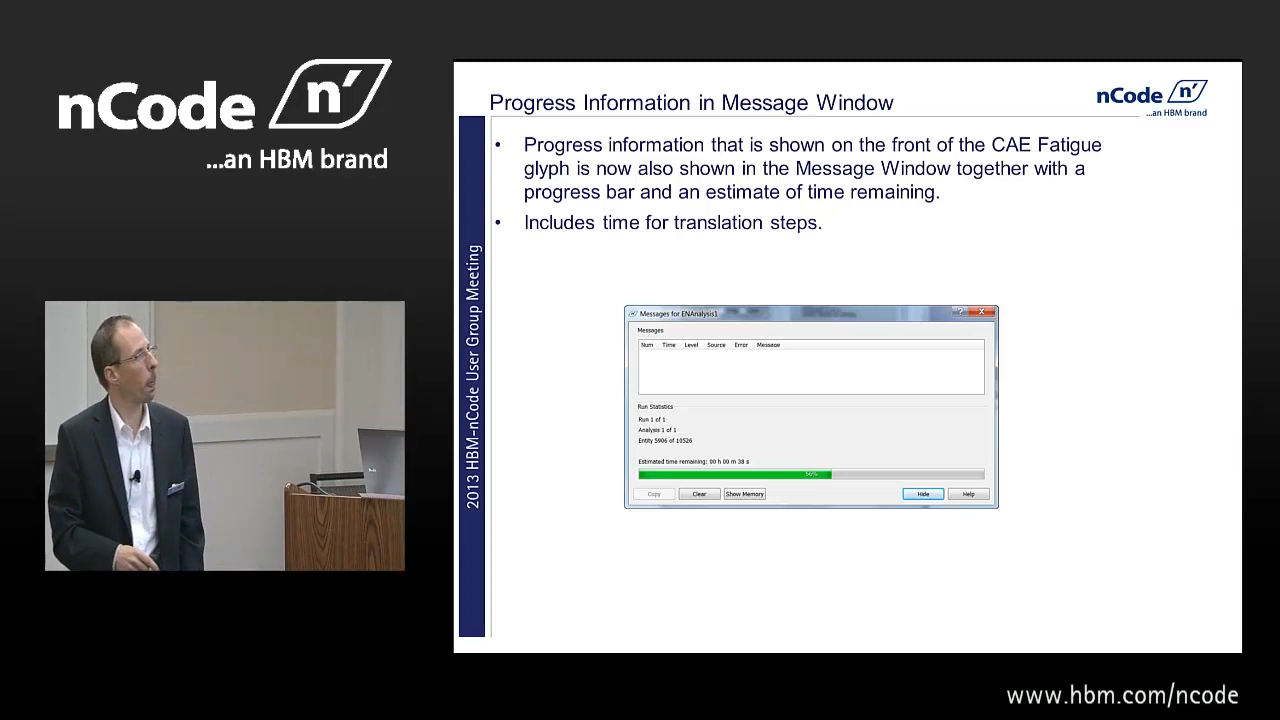 nCode n'
...an HBM brand
Progress Information in Message Window
nCode n'
...an HBM brand
• Progress information that is shown on the front of the CAE Fatigue
glyph is now also shown in the Message Window together with a
progress bar and an estimate of time remaining.
• Includes time for translation steps.
2013 HBM-nCode User Group Meeting
Messages for ENAnalysis1
Messages
Num Time Level Source Error Message
Run Statistics
Run 1 of 1
Analysis 1 of 1
Entity 5906 of 10526
Estimated time remaining: 00 h 00 m 38 s
56%
Copy Clear Show Memory Hide Help
www.hbm.com/ncode